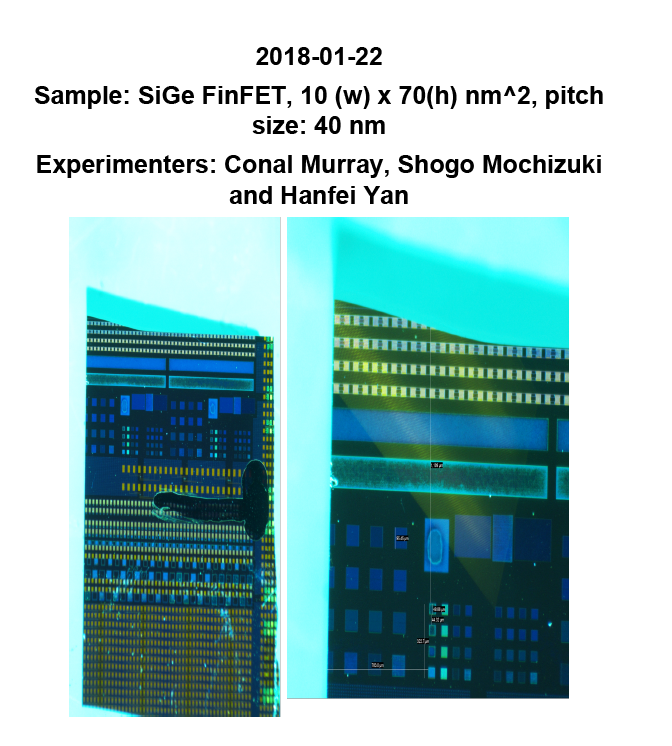 2018-01-22
Sample: SiGe FinFET, 10 (w) x 70(h) nm^2, pitch
size: 40 nm
Experimenters: Conal Murray, Shogo Mochizuki
and Hanfei Yan